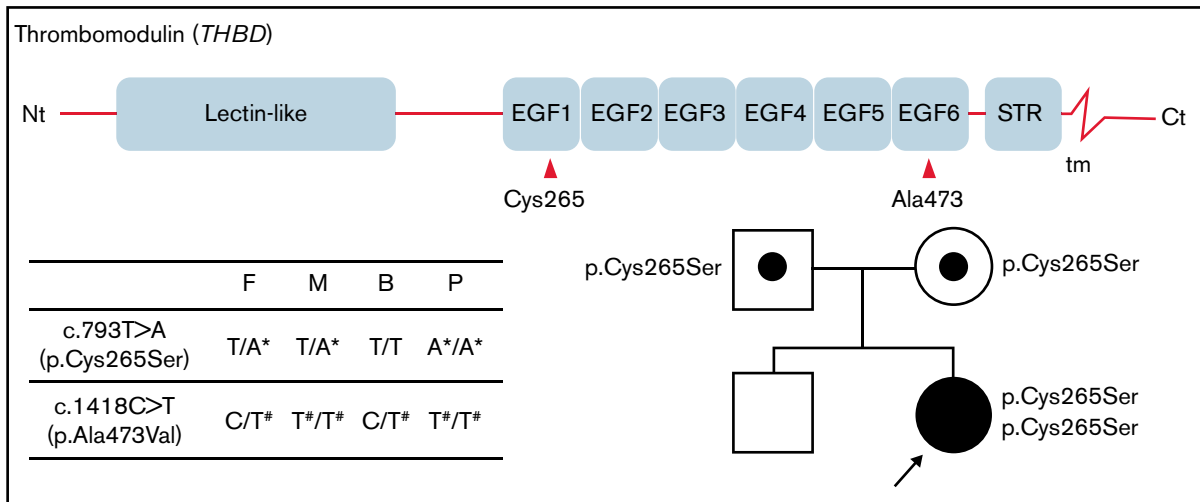 Thrombomodulin (THBD)
Nt Lectin-like EGF1 EGF2 EGF3 EGF4 EGF5 EGF6 STR Ct
tm
Cys265 Ala473
F M B P
c.793T>A
(p.Cys265Ser)
T/A* T/A* T/T A*/A*
c.1418C>T
(p.Ala473Val)
C/T# T#/T# C/T# T#/T#
p.Cys265Ser p.Cys265Ser
p.Cys265Ser
p.Cys265Ser